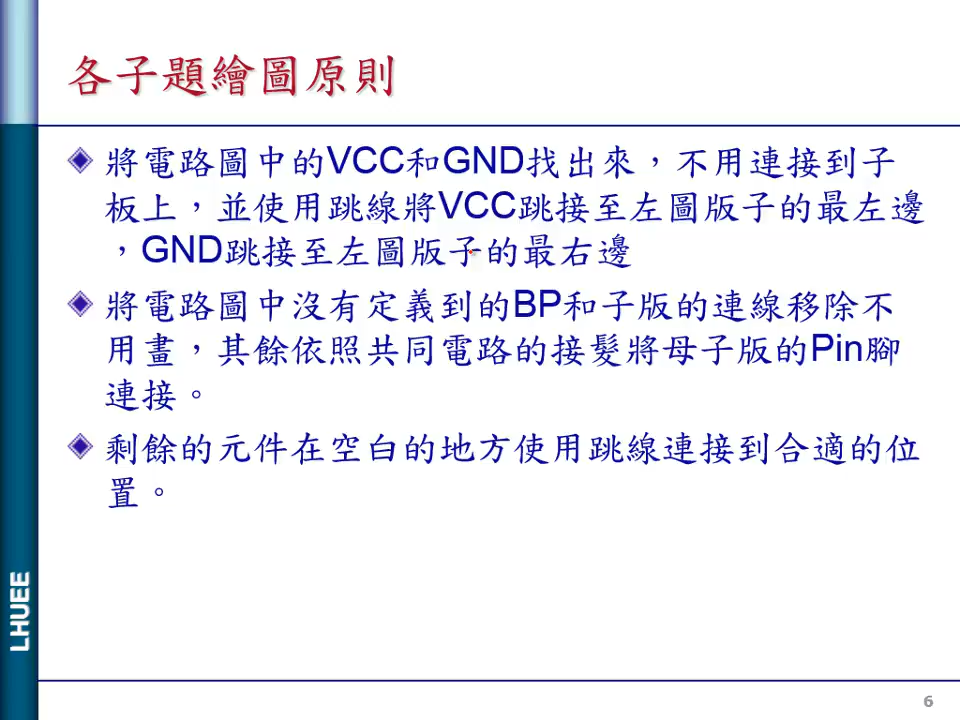 各子題繪圖原則
將電路圖中的VCC和GND找出來，不用連接到子
板上，並使用跳線將VCC跳接至左圖版子的最左邊
，GND跳接至左圖版子的最右邊
將電路圖中沒有定義到的BP和子版的連線移除不
用畫，其餘依照共同電路的接髮將母子版的Pin腳
連接。
剩餘的元件在空白的地方使用跳線連接到合適的位
置。
LHUEE
6